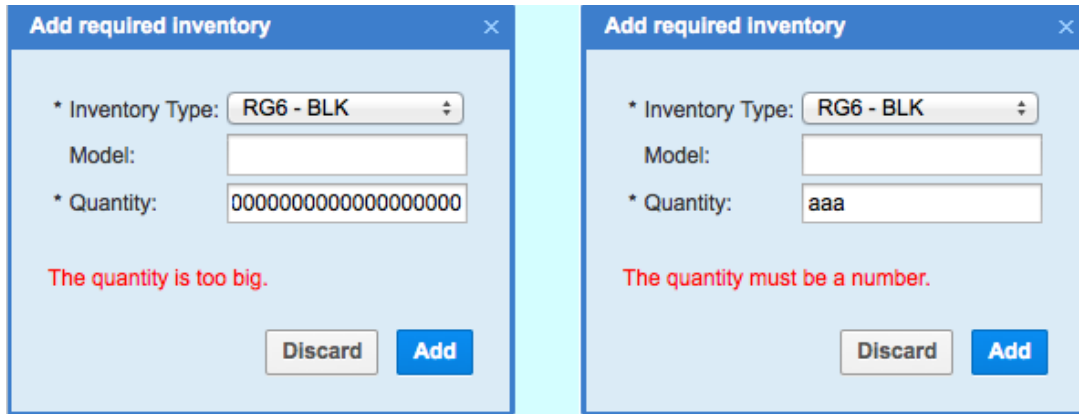 Add required inventory ×
* Inventory Type: RG6 - BLK
Model:
* Quantity: 0000000000000000000
The quantity is too big.
Discard Add
Add required inventory ×
* Inventory Type: RG6 - BLK
Model:
* Quantity: aaa
The quantity must be a number.
Discard Add